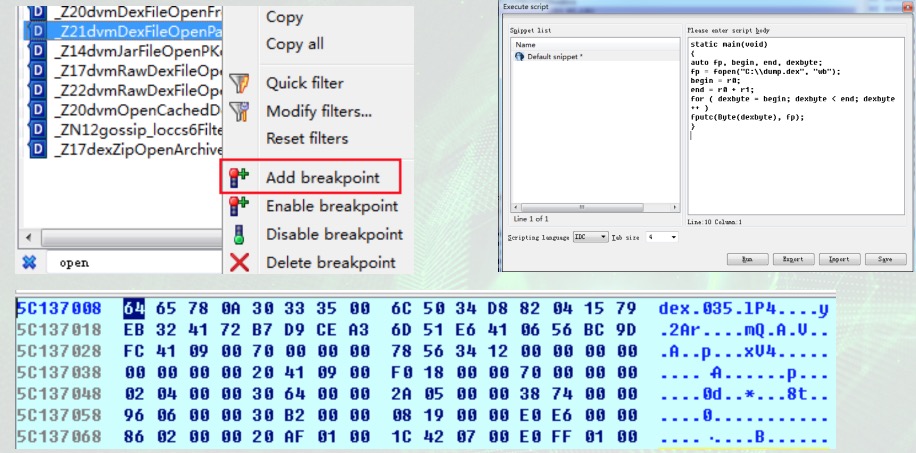 _Z20dvmDexFileOpenFr
_Z21dvmDexFileOpenPa
_Z14dvmJarFileOpenPK
_Z17dvmRawDexFileOpe
_Z22dvmRawDexFileOpe
_Z20dvmOpenCachedD
_ZN12gossip_loccs6Filte
_Z17dexZipOpenArchive
open
Copy
Copy all
Quick filter
Modify filters...
Reset filters
Add breakpoint
Enable breakpoint
Disable breakpoint
Delete breakpoint
Execute script
Snippet list
Name
Default snippet *
Line 1 of 1
Please enter script body
static main(void)
{
auto fp, begin, end, dexbyte;
fp = fopen("C:\\dump.dex", "wb");
begin = r0;
end = r0 + r1;
for ( dexbyte = begin; dexbyte < end; dexbyte
++ )
fputc(Byte(dexbyte), fp);
}
Line:10 Column:1
Scripting language IDC Tab size 4
Run Export Import Save
5C137008 64 65 78 0A 30 33 35 00 6C 50 34 D8 82 04 15 79 dex.035.lP4....y
5C137018 EB 32 41 72 B7 D9 CE A3 6D 51 E6 41 06 56 BC 9D .2Ar....mQ.A.V..
5C137028 FC 41 09 00 70 00 00 00 78 56 34 12 00 00 00 00 .A..p...xV4.....
5C137038 00 00 00 00 20 41 09 00 F0 18 00 00 70 00 00 00 .... A......p...
5C137048 02 04 00 00 30 64 00 00 2A 05 00 00 38 74 00 00 ....0d..*...8t..
5C137058 96 06 00 00 30 B2 00 00 08 19 00 00 E0 E6 00 00 ....0...........
5C137068 86 02 00 00 20 AF 01 00 1C 42 07 00 E0 FF 01 00 .... ....B......